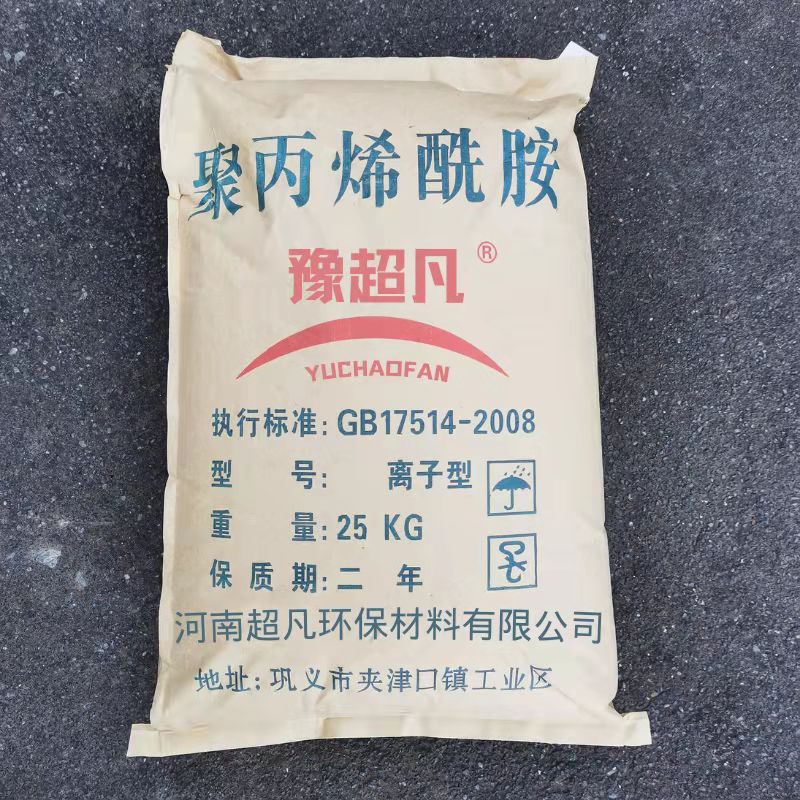 聚丙烯酰胺
豫超凡®
YUCHAOFAN
执行标准:GB17514-2008
型 号: 离子型
重 量:25 KG
保质期:二 年
河南超凡环保材料有限公司
地址:巩义市夹津口镇工业区